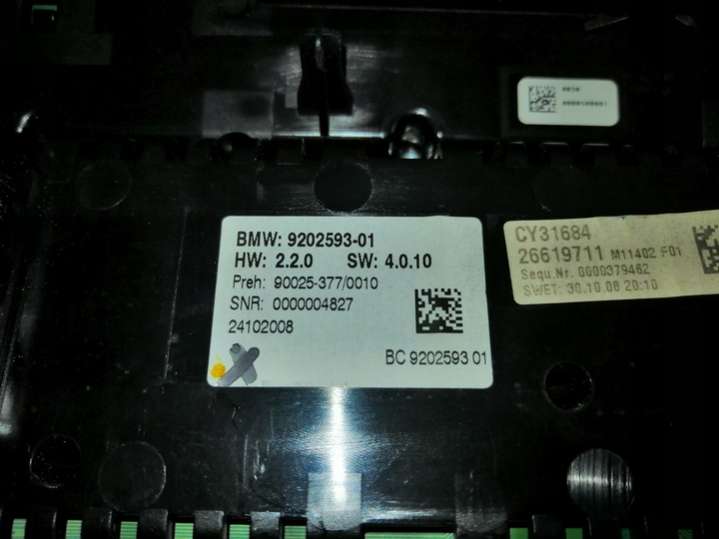 BMW: 9202593-01
HW: 2.2.0 SW: 4.0.10
Preh: 90025-377/0010
SNR: 0000004827
24102008
BC 9202593 01
CY31684
26619711 M11402 F01
Sequ.Nr. 0000379462
SWET: 30.10.08 20:10